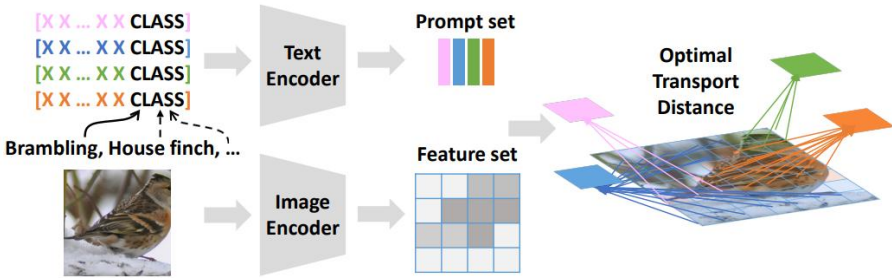 [X X ... X X CLASS]
[X X ... X X CLASS]
[X X ... X X CLASS]
[X X ... X X CLASS]
Brambling, House finch, ...
Text
Encoder
Image
Encoder
Prompt set
Feature set
Optimal
Transport
Distance